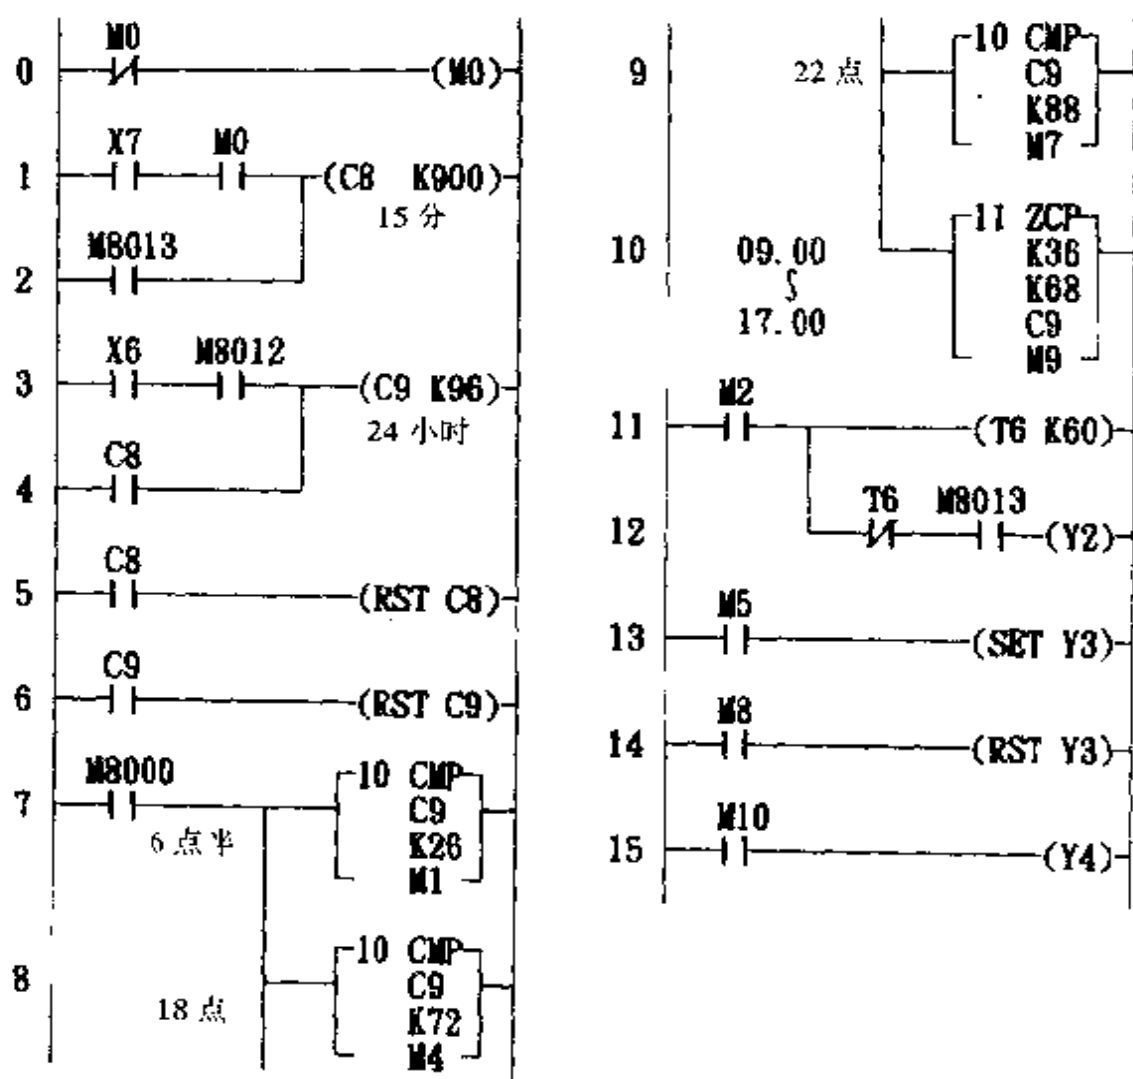 M0
0 (M0)
X7 M0
1 (C8 K900)
15 分
M8013
2
X6 M8012
3 (C9 K96)
24 小时
C8
4
C8
5 (RST C8)
C9
6 (RST C9)
M8000
7 10 CMP
6 点半 C9
K26
M1
8 10 CMP
C9
18 点 K72
M4
9 22 点 10 CMP
C9
K88
M7
10 09.00 11 ZCP
K36
17.00 K68
C9
M9
M2
11 (T6 K60)
T6 M8013
12 (Y2)
M5
13 (SET Y3)
M8
14 (RST Y3)
M10
15 (Y4)